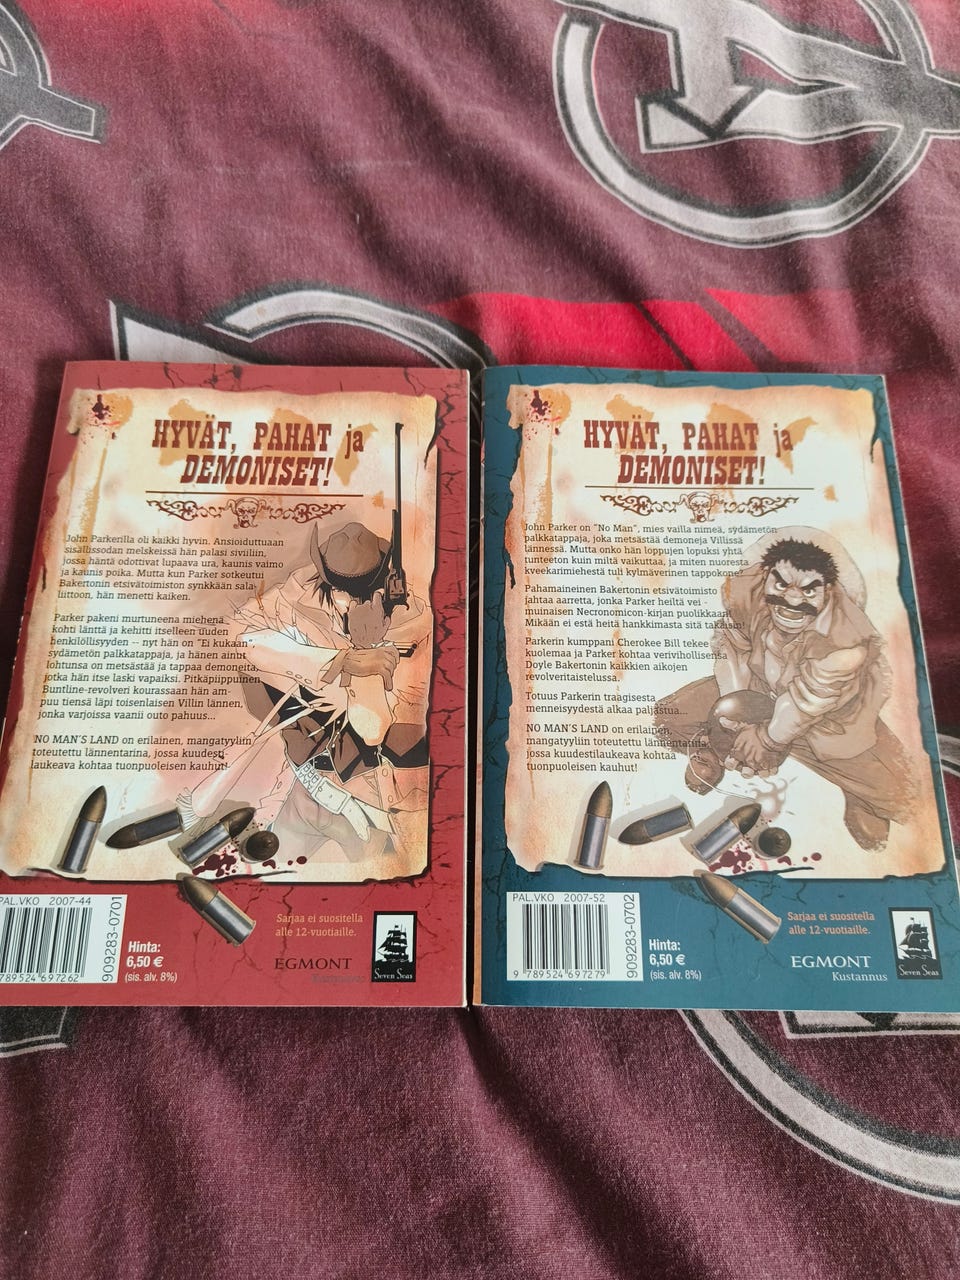 HYVÄT, PAHAT ja
DEMONISET!
John Parkerilla oli kaikki hyvin. Ansioiduttuaan
sisällissodan melskeissä hän palasi siviiliin,
jossa häntä odottivat lupaava ura, kaunis vaimo
ja kaunis poika. Mutta kun Parker sotkeutui
Bakertonin etsivätoimiston synkkään sala-
liittoon, hän menetti kaiken.
Parker pakeni murtuneena miehenä
kohti länttä ja kehitti itselleen uuden
henkilöllisyyden -- nyt hän on "Ei kukaan",
sydämetön palkkatappaja, ja hänen ainoa
lohtunsa on metsästää ja tappaa demoneita,
jotka hän itse laski vapaiksi. Pitkäpiippuinen
Buntline-revolveri kourassaan hän am-
puu tiensä läpi toisenlaisen Villin lännen,
jonka varjoissa vaanii outo pahuus...
NO MAN'S LAND on erilainen, mangatyyliin
toteutettu lännentarina, jossa kuudesti-
laukeava kohtaa tuonpuoleisen kauhut!
PAL.VKO 2007-44
9 789524 697262
909283-0701
Hinta:
6,50 €
(sis. alv. 8%)
Sarjaa ei suositella
alle 12-vuotiaille.
EGMONT
Kustannus
Seven Seas
HYVÄT, PAHAT ja
DEMONISET!
John Parker on "No Man", mies vailla nimeä, sydämetön
palkkatappaja, joka metsästää demoneja Villissä
lännessä. Mutta onko hän loppujen lopuksi yhtä
tunteeton kuin miltä vaikuttaa, ja miten nuoresta
kveekarimiehestä tuli kylmäverinen tappokone?
Pahamaineinen Bakertonin etsivätoimisto
jahtaa aarretta, jonka Parker heiltä vei -
muinaisen Necronomicon-kirjan puolikkaan!
Mikään ei estä heitä hankkimasta sitä takaisin!
Parkerin kumppani Cherokee Bill tekee
kuolemaa ja Parker kohtaa verivihollisensa
Doyle Bakertonin kaikkien aikojen
revolveritaistelussa.
Totuus Parkerin traagisesta
menneisyydestä alkaa paljastua...
NO MAN'S LAND on erilainen,
mangatyyliin toteutettu lännentarina,
jossa kuudestilaukeava kohtaa
tuonpuoleisen kauhut!
PAL.VKO 2007-52
9 789524 697279
909283-0702
Hinta:
6,50 €
(sis. alv. 8%)
Sarjaa ei suositella
alle 12-vuotiaille.
EGMONT
Kustannus
Seven Seas